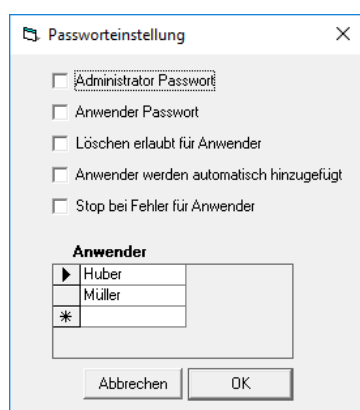 Passworteinstellung
Administrator Passwort
Anwender Passwort
Löschen erlaubt für Anwender
Anwender werden automatisch hinzugefügt
Stop bei Fehler für Anwender
Anwender
Huber
Müller
Abbrechen OK